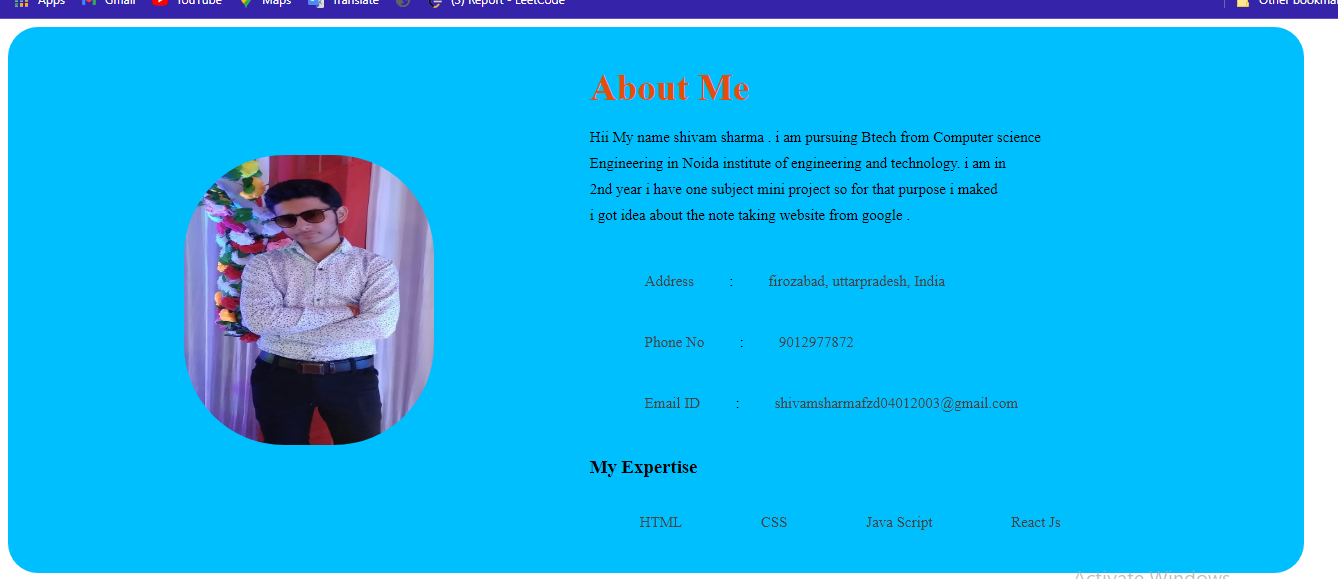 Apps Gmail YouTube Maps Translate (3) Report - LeetCode Other bookmar
About Me
Hii My name shivam sharma . i am pursuing Btech from Computer science
Engineering in Noida institute of engineering and technology. i am in
2nd year i have one subject mini project so for that purpose i maked
i got idea about the note taking website from google .
Address : firozabad, uttarpradesh, India
Phone No : 9012977872
Email ID : shivamsharmafzd04012003@gmail.com
My Expertise
HTML CSS Java Script React Js
Activate Windows